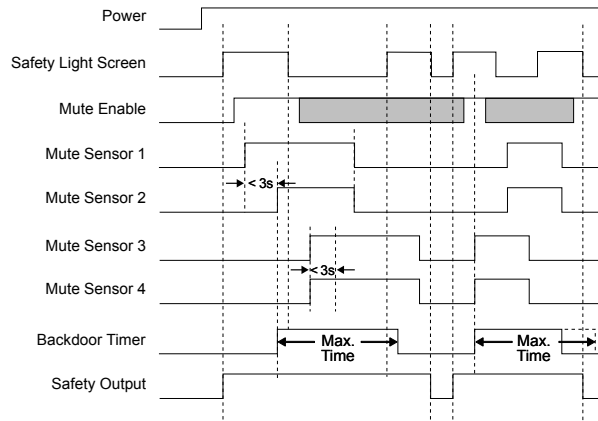 Power
Safety Light Screen
Mute Enable
Mute Sensor 1
< 3s
Mute Sensor 2
Mute Sensor 3
< 3s
Mute Sensor 4
Backdoor Timer
Max.
Time
Max.
Time
Safety Output